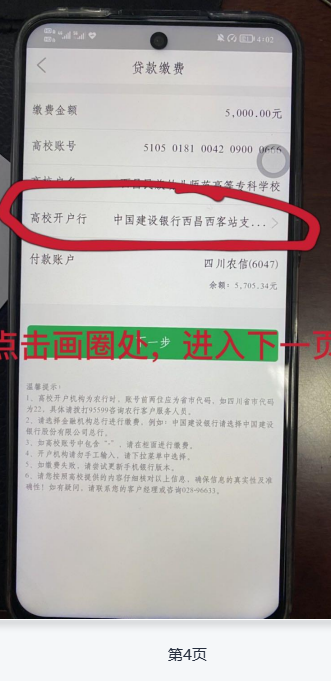 4:02
贷款缴费
缴费金额 5,000.00元
高校账号 5105 0181 0042 0900 0666
高校户名
高等专科学校
高校开户行 中国建设银行西昌西客站支...
付款账户 四川农信(6047)
余额: 5,705.34元
点击画圈处，进入下一页
一步
温馨提示：
1、高校开户机构为农行时，账号前两位应为省市代码，如四川省市代码
为22，具体请拨打95599咨询农行客户服务人员。
2、请选择金融机构总行进行缴费，例如：中国建设银行请选择中国建设
银行股份有限公司总行。
3、如高校账号中包含“-”，请在柜面进行缴费。
4、开户机构请勿手工输入，请下拉菜单中选择。
5、如缴费失败，请尝试更新手机银行版本。
6、请您按照高校提供的内容仔细核对以上信息，确保信息的真实性及准
确性！如有疑问，请联系您的客户经理或咨询028-96633。
第4页